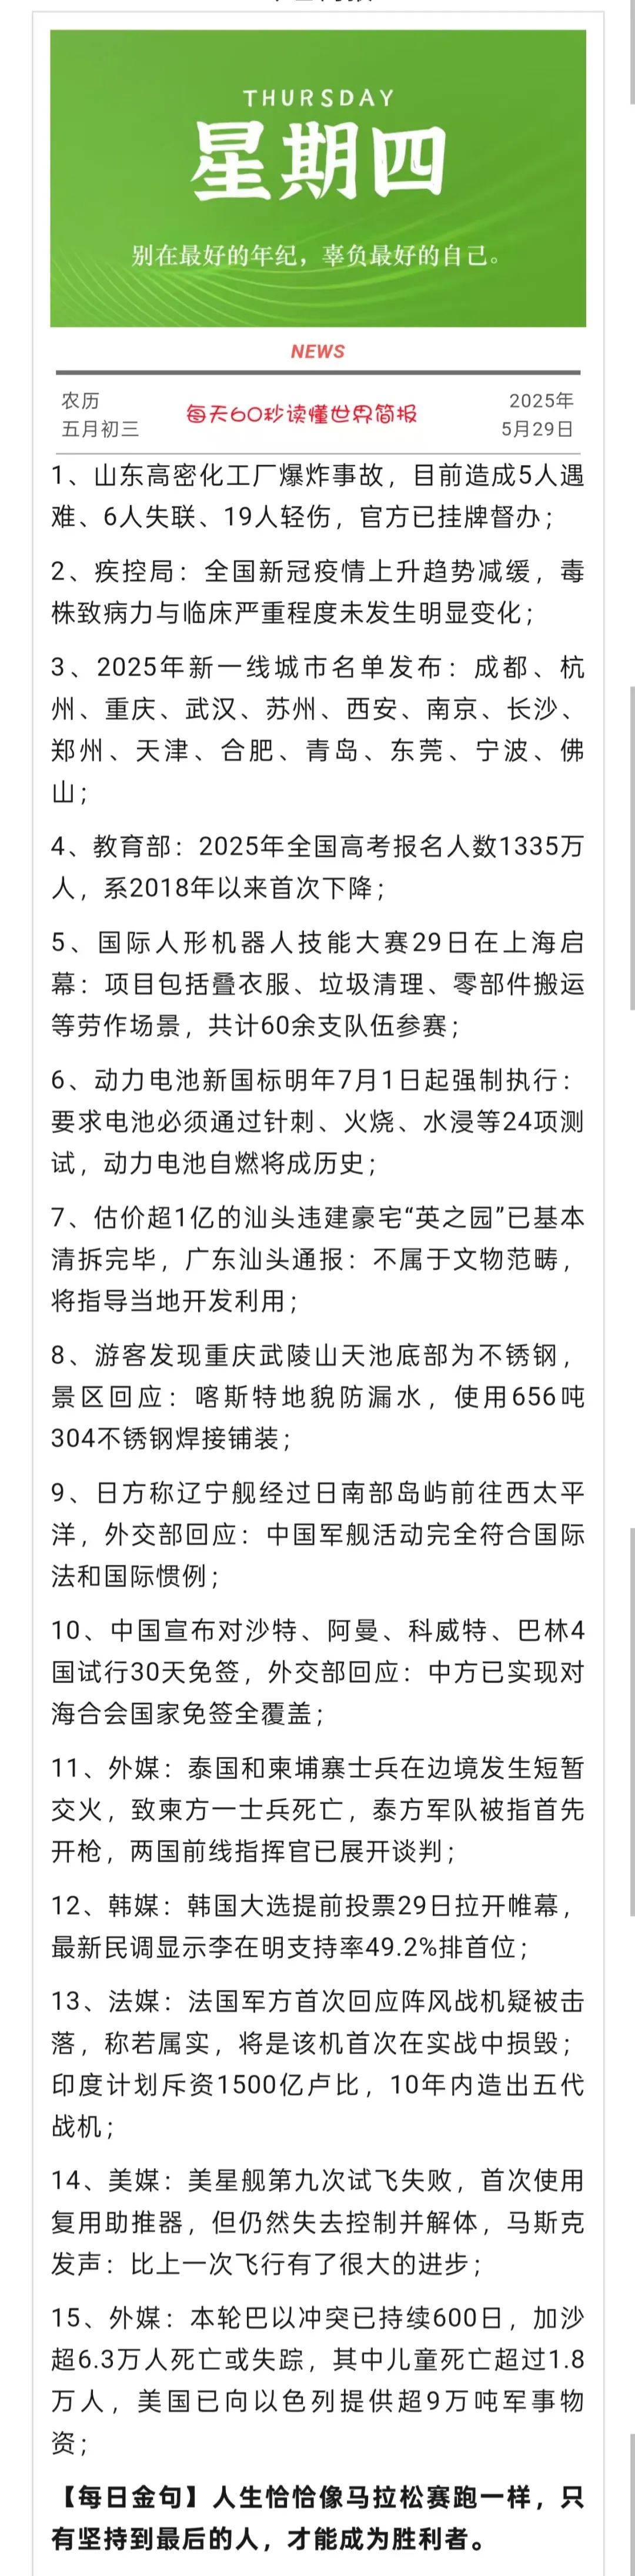 THURSDAY
星期四
别在最好的年纪，辜负最好的自己。
NEWS
农历
五月初三
每天60秒读懂世界简报
2025年
5月29日
1、山东高密化工厂爆炸事故，目前造成5人遇
难、6人失联、19人轻伤，官方已挂牌督办；
2、疾控局：全国新冠疫情上升趋势减缓，毒
株致病力与临床严重程度未发生明显变化；
3、2025年新一线城市名单发布：成都、杭
州、重庆、武汉、苏州、西安、南京、长沙、
郑州、天津、合肥、青岛、东莞、宁波、佛
山；
4、教育部：2025年全国高考报名人数1335万
人，系2018年以来首次下降；
5、国际人形机器人技能大赛29日在上海启
幕：项目包括叠衣服、垃圾清理、零部件搬运
等劳作场景，共计60余支队伍参赛；
6、动力电池新国标明年7月1日起强制执行：
要求电池必须通过针刺、火烧、水浸等24项测
试，动力电池自燃将成历史；
7、估价超1亿的汕头违建豪宅“英之园”已基本
清拆完毕，广东汕头通报：不属于文物范畴，
将指导当地开发利用；
8、游客发现重庆武陵山天池底部为不锈钢，
景区回应：喀斯特地貌防漏水，使用656吨
304不锈钢焊接铺装；
9、日方称辽宁舰经过日南部岛屿前往西太平
洋，外交部回应：中国军舰活动完全符合国际
法和国际惯例；
10、中国宣布对沙特、阿曼、科威特、巴林4
国试行30天免签，外交部回应：中方已实现对
海合会国家免签全覆盖；
11、外媒：泰国和柬埔寨士兵在边境发生短暂
交火，致柬方一士兵死亡，泰方军队被指首先
开枪，两国前线指挥官已展开谈判；
12、韩媒：韩国大选提前投票29日拉开帷幕，
最新民调显示李在明支持率49.2%排首位；
13、法媒：法国军方首次回应阵风战机疑被击
落，称若属实，将是该机首次在实战中损毁；
印度计划斥资1500亿卢比，10年内造出五代
战机；
14、美媒：美星舰第九次试飞失败，首次使用
复用助推器，但仍然失去控制并解体，马斯克
发声：比上一次飞行有了很大的进步；
15、外媒：本轮巴以冲突已持续600日，加沙
超6.3万人死亡或失踪，其中儿童死亡超过1.8
万人，美国已向以色列提供超9万吨军事物
资；
【每日金句】人生恰恰像马拉松赛跑一样，只
有坚持到最后的人，才能成为胜利者。